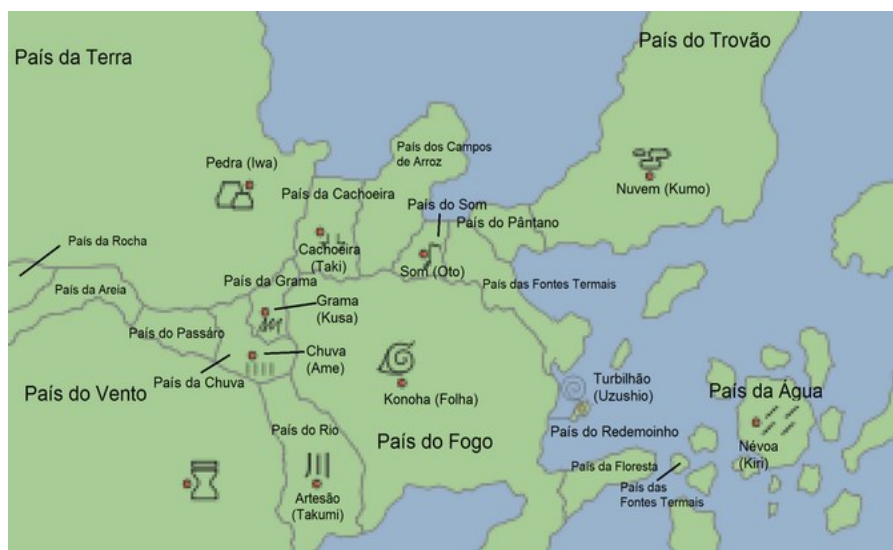 País da Terra
País do Trovão
País dos Campos
de Arroz
Pedra (Iwa)
País da Cachoeira
Nuvem (Kumo)
País do Som
País do Pântano
País da Rocha
Cachoeira
(Taki)
Som (Oto)
País da Grama
País das Fontes Termais
País da Areia
Grama
(Kusa)
País do Passáro
Chuva
(Ame)
País da Chuva
País do Vento
Konoha (Folha)
Turbilhão
(Uzushio)
País da Água
País do Rio
País do Fogo
País do Redemoinho
Névoa
(Kiri)
País da Floresta
País das
Fontes Termais
Artesão
(Takumi)